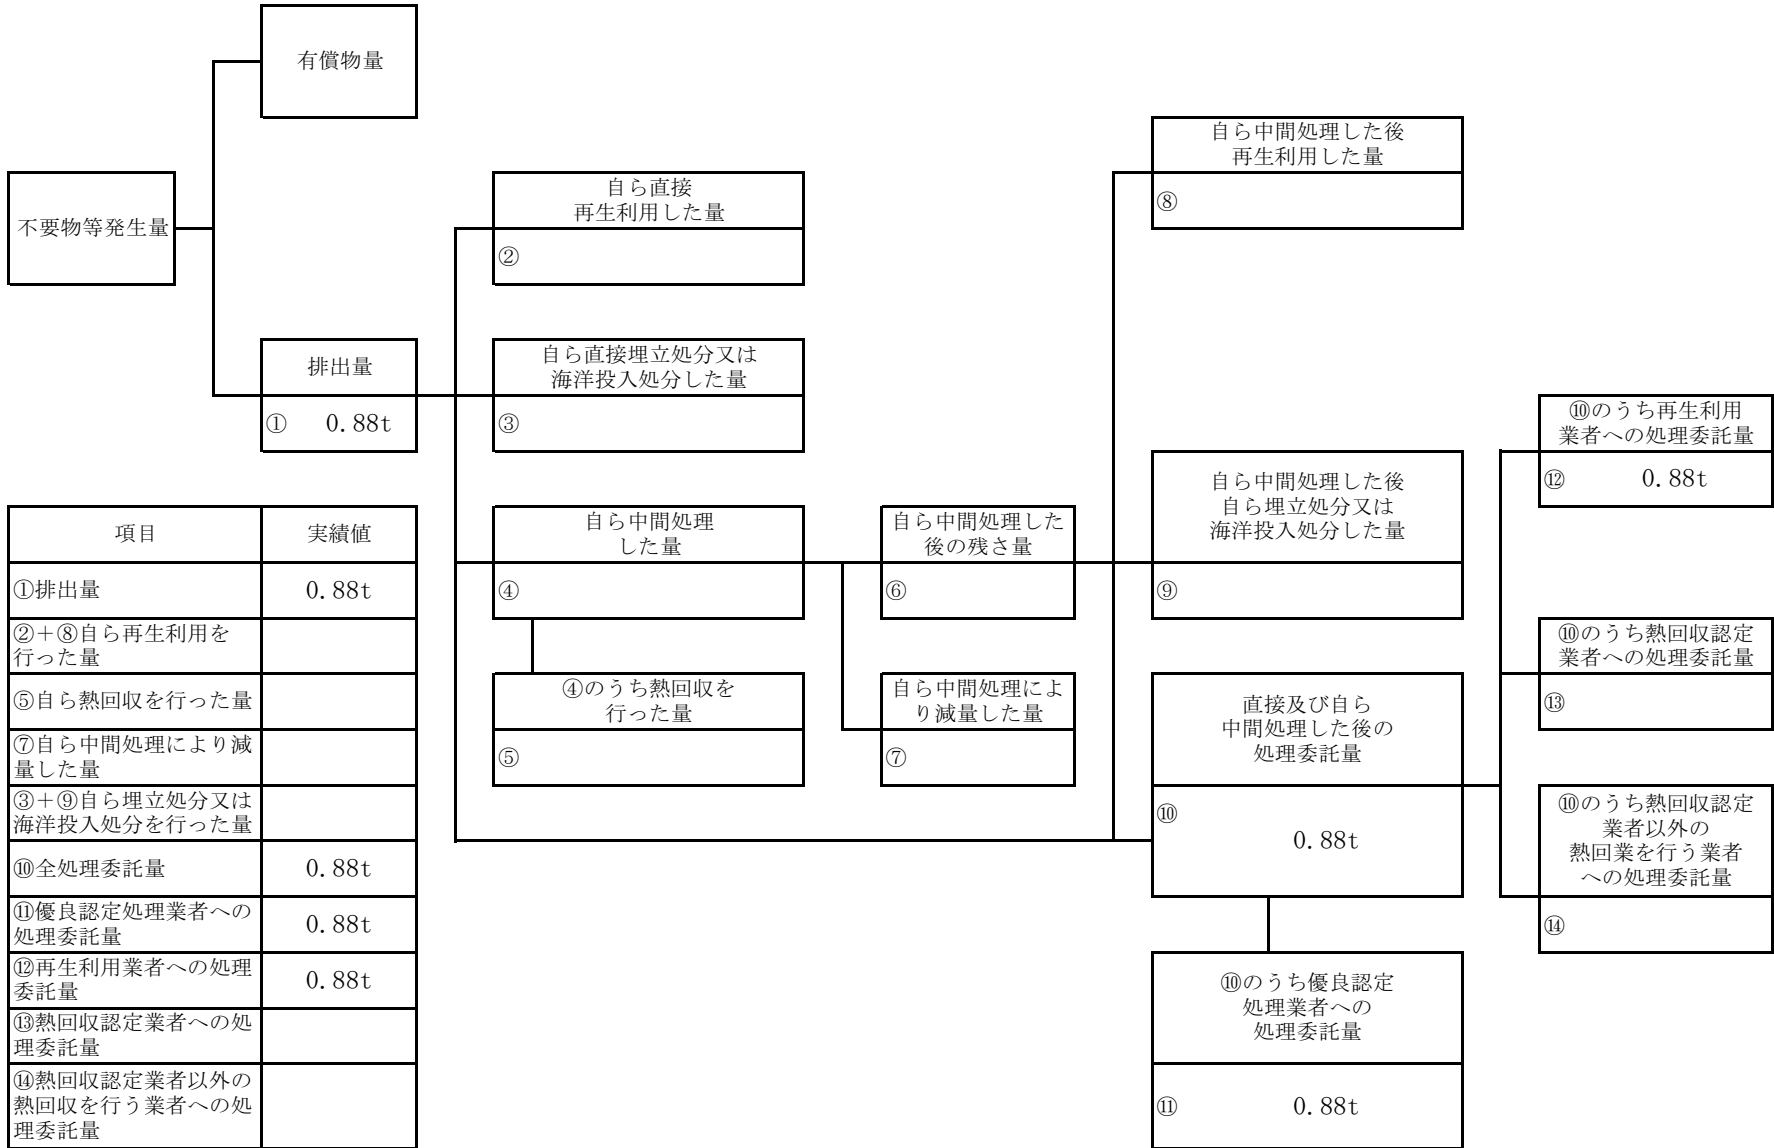 有償物量
不要物等発生量
排出量
① 0.88t
自ら直接
再生利用した量
②
自ら直接埋立処分又は
海洋投入処分した量
③
自ら中間処理
した量
④
④のうち熱回収を
行った量
⑤
自ら中間処理した
後の残さ量
⑥
自ら中間処理によ
り減量した量
⑦
自ら中間処理した後
再生利用した量
⑧
自ら中間処理した後
自ら埋立処分又は
海洋投入処分した量
⑨
直接及び自ら
中間処理した後の
処理委託量
⑩
0.88t
⑩のうち優良認定
処理業者への
処理委託量
⑪ 0.88t
⑩のうち再生利用
業者への処理委託量
⑫ 0.88t
⑩のうち熱回収認定
業者への処理委託量
⑬
⑩のうち熱回収認定
業者以外の
熱回業を行う業者
への処理委託量
⑭
項目 実績値
①排出量 0.88t
②+⑧自ら再生利用を
行った量
⑤自ら熱回収を行った量
⑦自ら中間処理により減
量した量
③+⑨自ら埋立処分又は
海洋投入処分を行った量
⑩全処理委託量 0.88t
⑪優良認定処理業者への
処理委託量 0.88t
⑫再生利用業者への処理
委託量 0.88t
⑬熱回収認定業者への処
理委託量
⑭熱回収認定業者以外の
熱回収を行う業者への処
理委託量